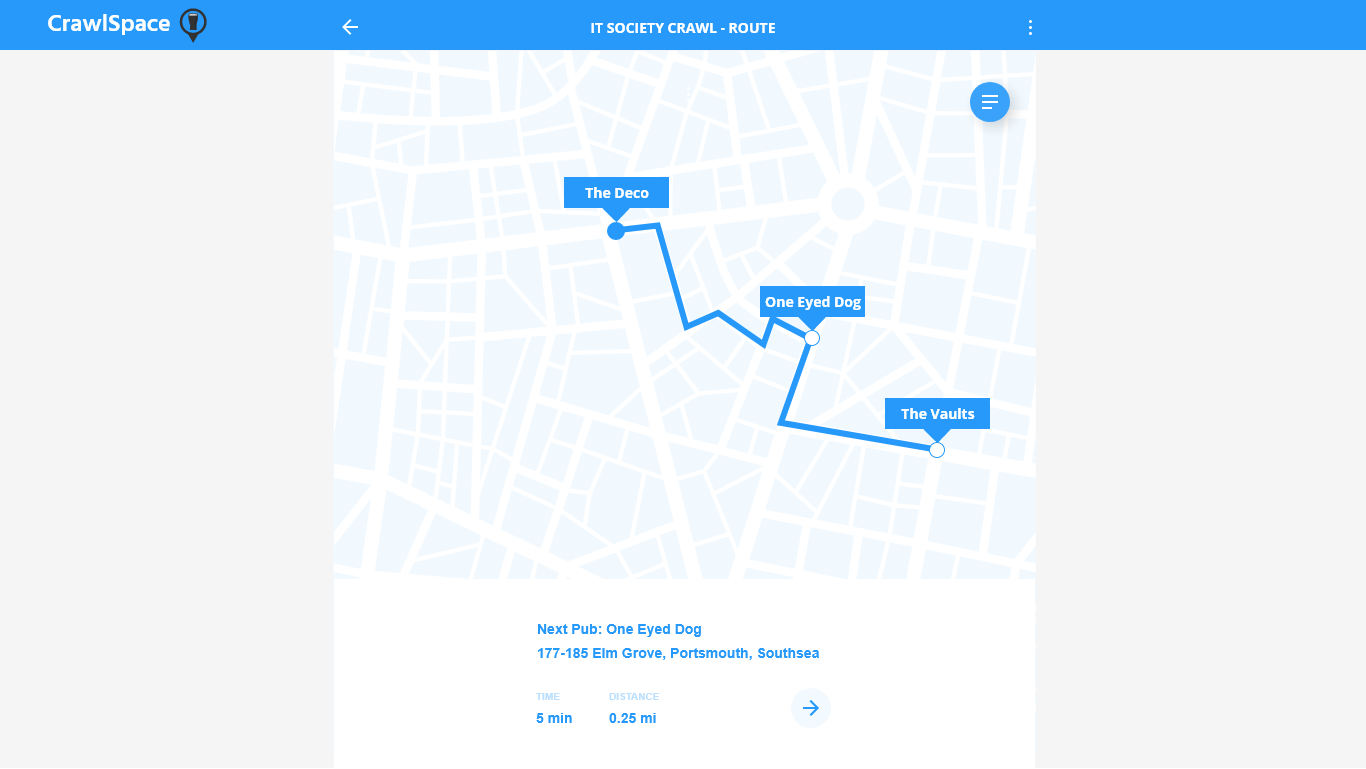 CrawlSpace
IT SOCIETY CRAWL - ROUTE
The Deco
One Eyed Dog
The Vaults
Next Pub: One Eyed Dog
177-185 Elm Grove, Portsmouth, Southsea
TIME DISTANCE
5 min 0.25 mi